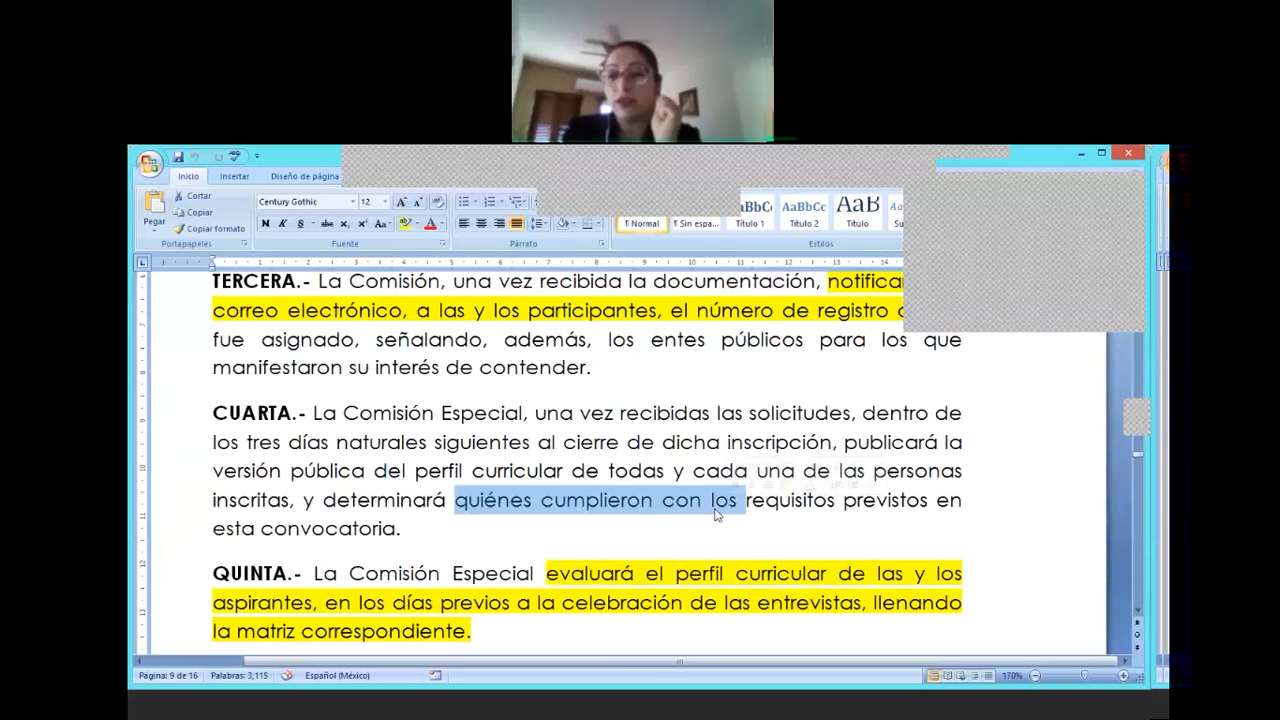 Inicio Insertar Diseño de página
Pegar
Cortar
Copiar
Copiar formato
Century Gothic 12
Portapapeles Fuente Párrafo Estilos
¶ Normal ¶ Sin espa... Título 1 Título 2 Título
TERCERA.- La Comisión, una vez recibida la documentación,
correo electrónico, a las y los participantes, el número de registro
fue asignado, señalando, además, los entes públicos para los que
manifestaron su interés de contender.
CUARTA.- La Comisión Especial, una vez recibidas las solicitudes, dentro de
los tres días naturales siguientes al cierre de dicha inscripción, publicará la
versión pública del perfil curricular de todas y cada una de las personas
inscritas, y determinará quiénes cumplieron con los requisitos previstos en
esta convocatoria.
QUINTA.- La Comisión Especial evaluará el perfil curricular de las y los
aspirantes, en los días previos a la celebración de las entrevistas, llenando
la matriz correspondiente.
Página: 9 de 16 Palabras: 3,115 Español (México) 170%